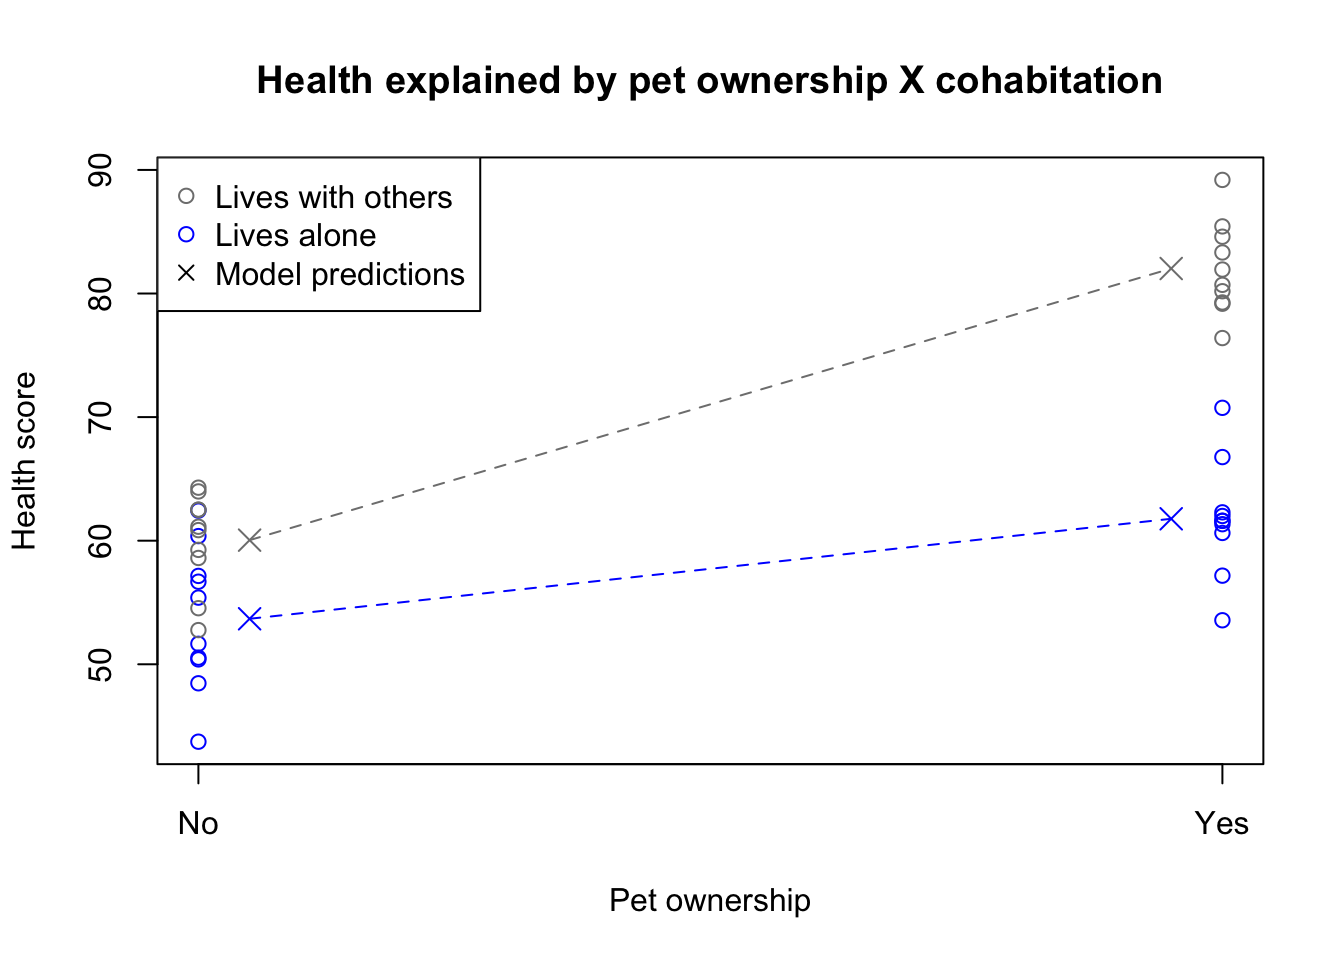 Health explained by pet ownership X cohabitation
Lives with others
Lives alone
Model predictions
90
80
70
60
50
Health score
No
Yes
Pet ownership